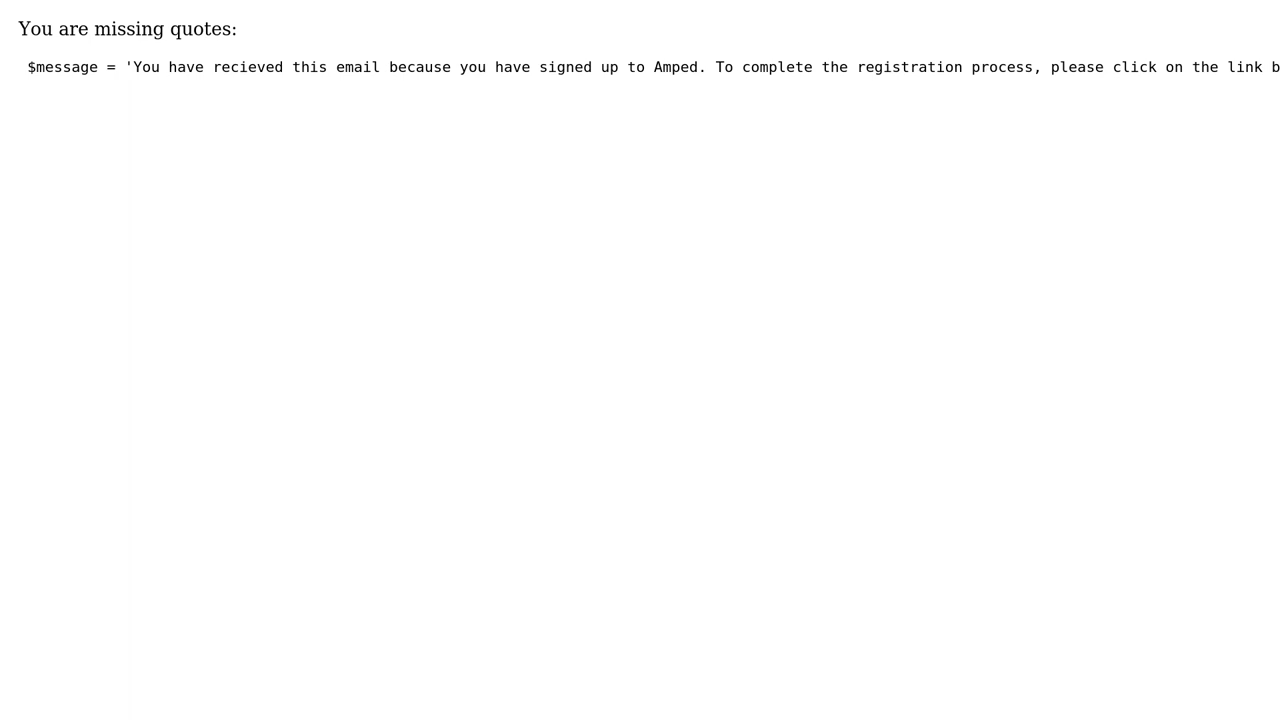 You are missing quotes:
$message = 'You have recieved this email because you have signed up to Amped. To complete the registration process, please click on the link b